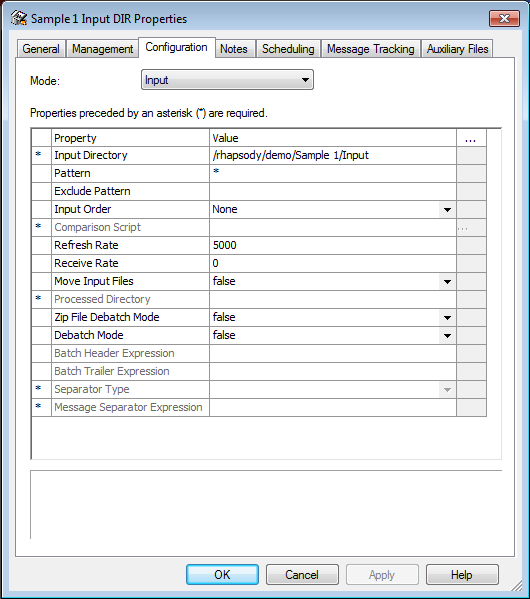 Sample 1 Input DIR Properties
General Management Configuration Notes Scheduling Message Tracking Auxiliary Files
Mode: Input
Properties preceded by an asterisk (*) are required.
Property Value ...
* Input Directory /rhapsody/demo/Sample 1/Input
Pattern *
Exclude Pattern
Input Order None
* Comparison Script ...
Refresh Rate 5000
Receive Rate 0
Move Input Files false
* Processed Directory
Zip File Debatch Mode false
Debatch Mode false
Batch Header Expression
Batch Trailer Expression
* Separator Type
* Message Separator Expression
OK Cancel Apply Help